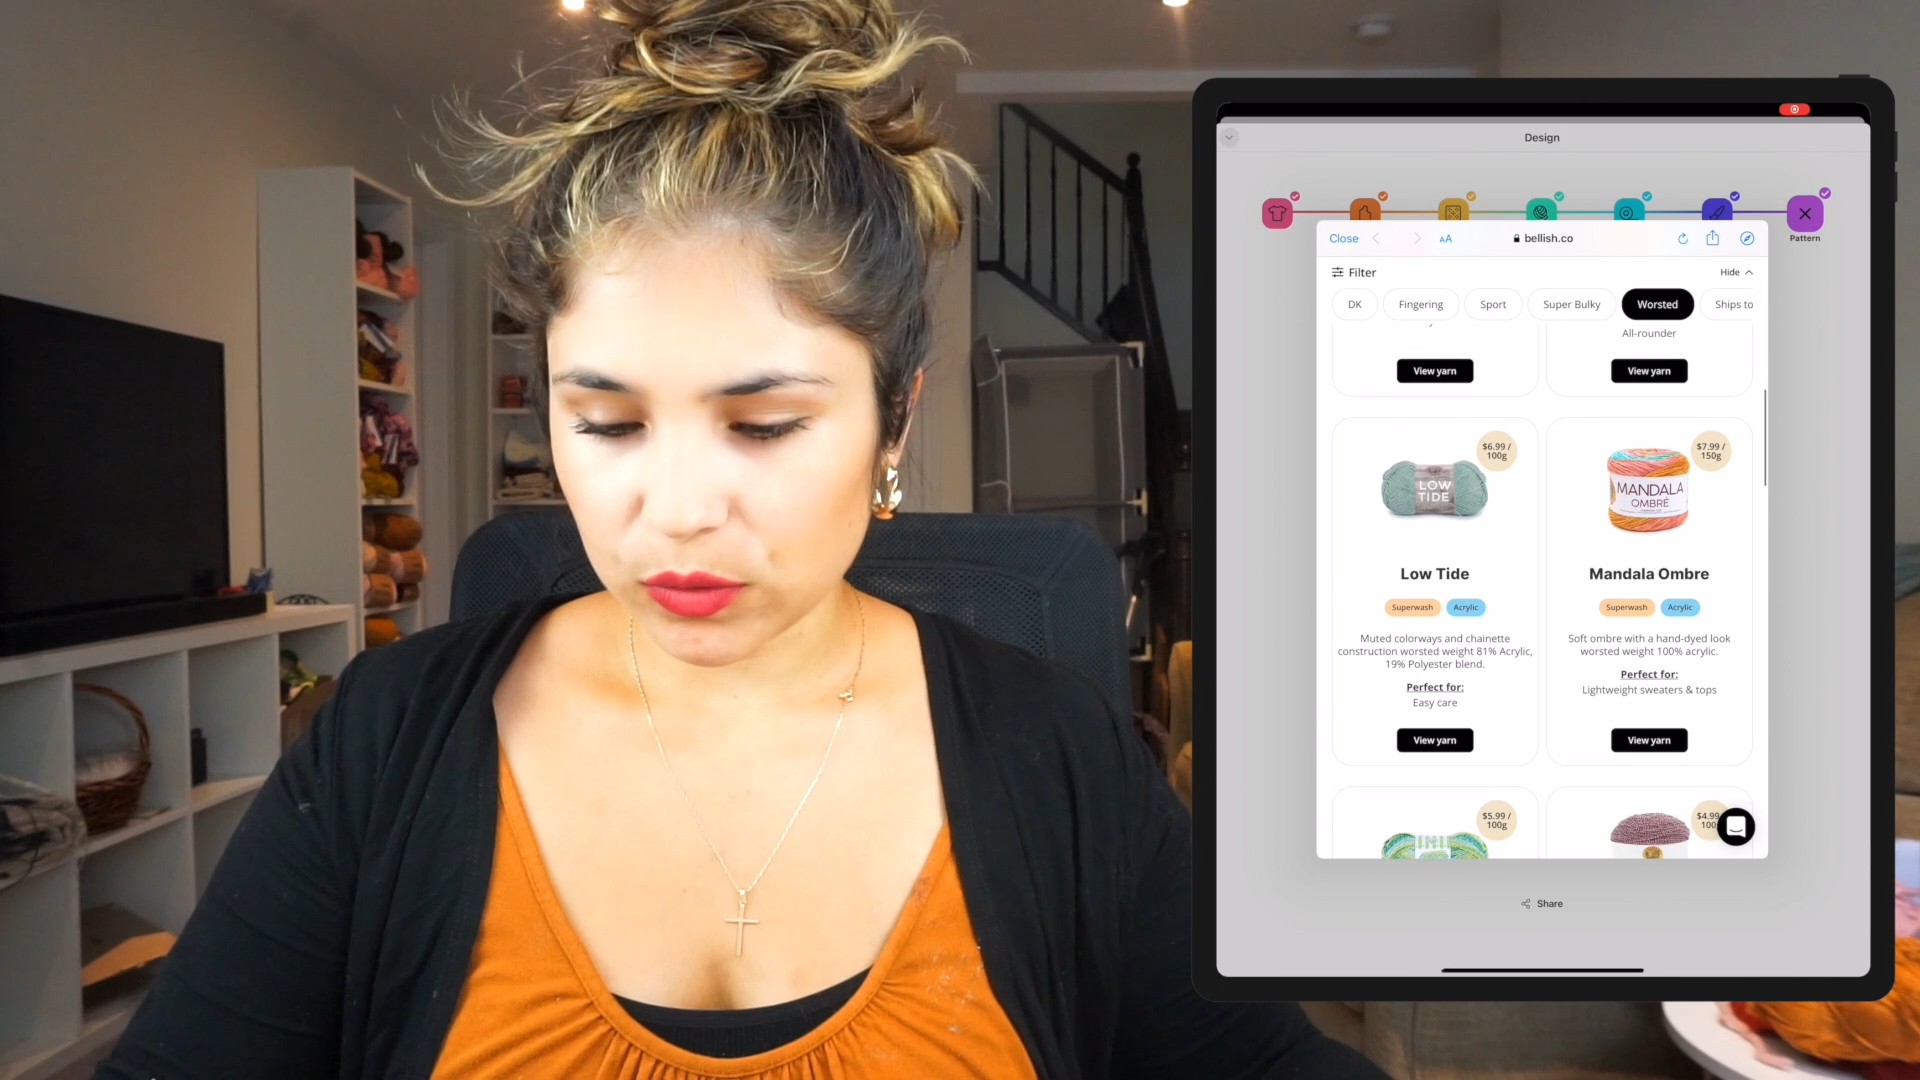 Design
Pattern
Close
AA
bellish.co
Filter
Hide
DK
Fingering
Sport
Super Bulky
Worsted
Ships to
All-rounder
View yarn
View yarn
$6.99 /
100g
LOW
TIDE
Low Tide
Superwash
Acrylic
Muted colorways and chainette
construction worsted weight 81% Acrylic,
19% Polyester blend.
Perfect for:
Easy care
View yarn
$7.99 /
150g
MANDALA
OMBRÉ
Mandala Ombre
Superwash
Acrylic
Soft ombre with a hand-dyed look
worsted weight 100% acrylic.
Perfect for:
Lightweight sweaters & tops
View yarn
$5.99 /
100g
$4.99
100
Share